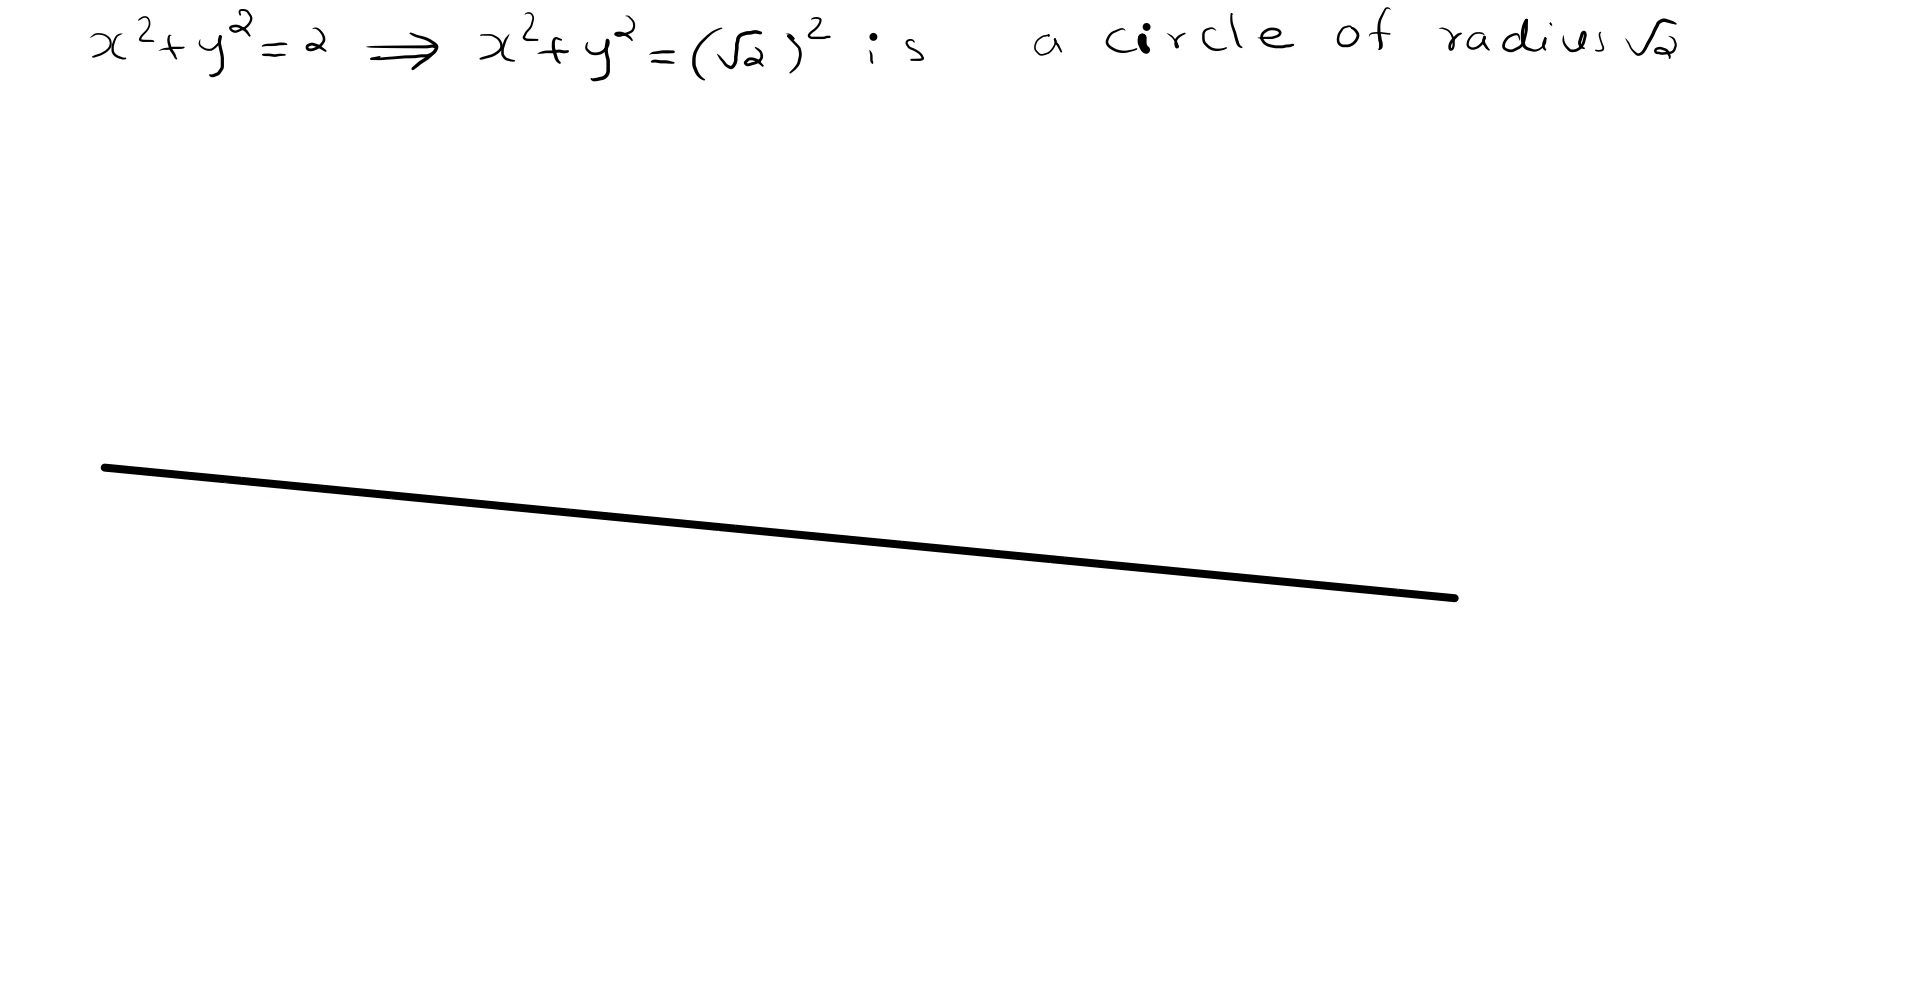 x²+y²=2 ⟹ x²+y²=(√2)² is a circle of radius √2